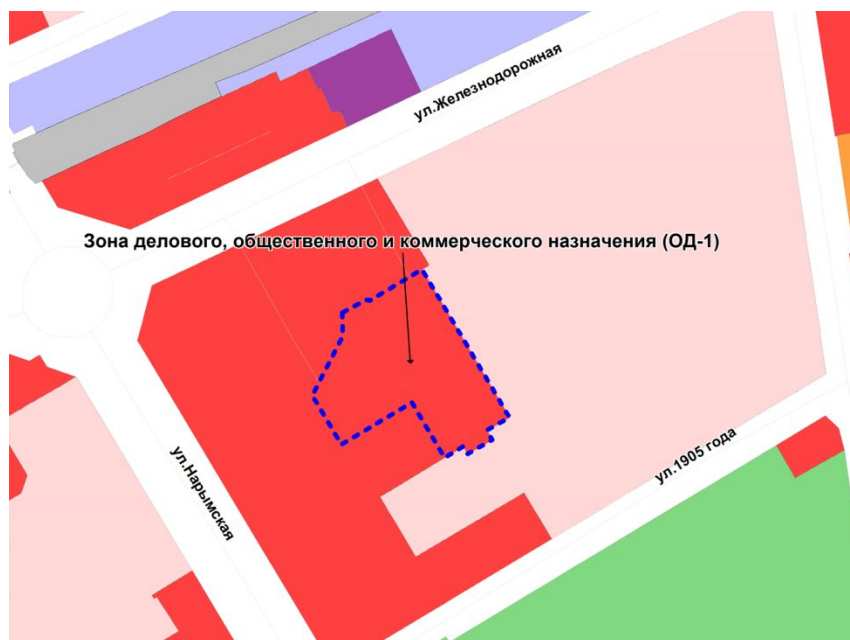 ул.Железнодорожная
Зона делового, общественного и коммерческого назначения (ОД-1)
ул.Нарымская
ул.1905 года